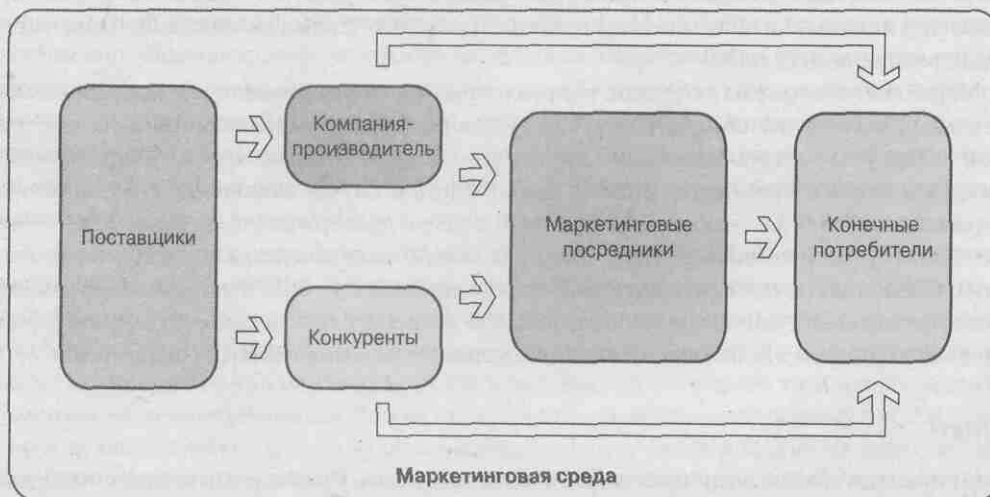 Компания-
производитель
Поставщики
Маркетинговые
посредники
Конечные
потребители
Конкуренты
Маркетинговая среда